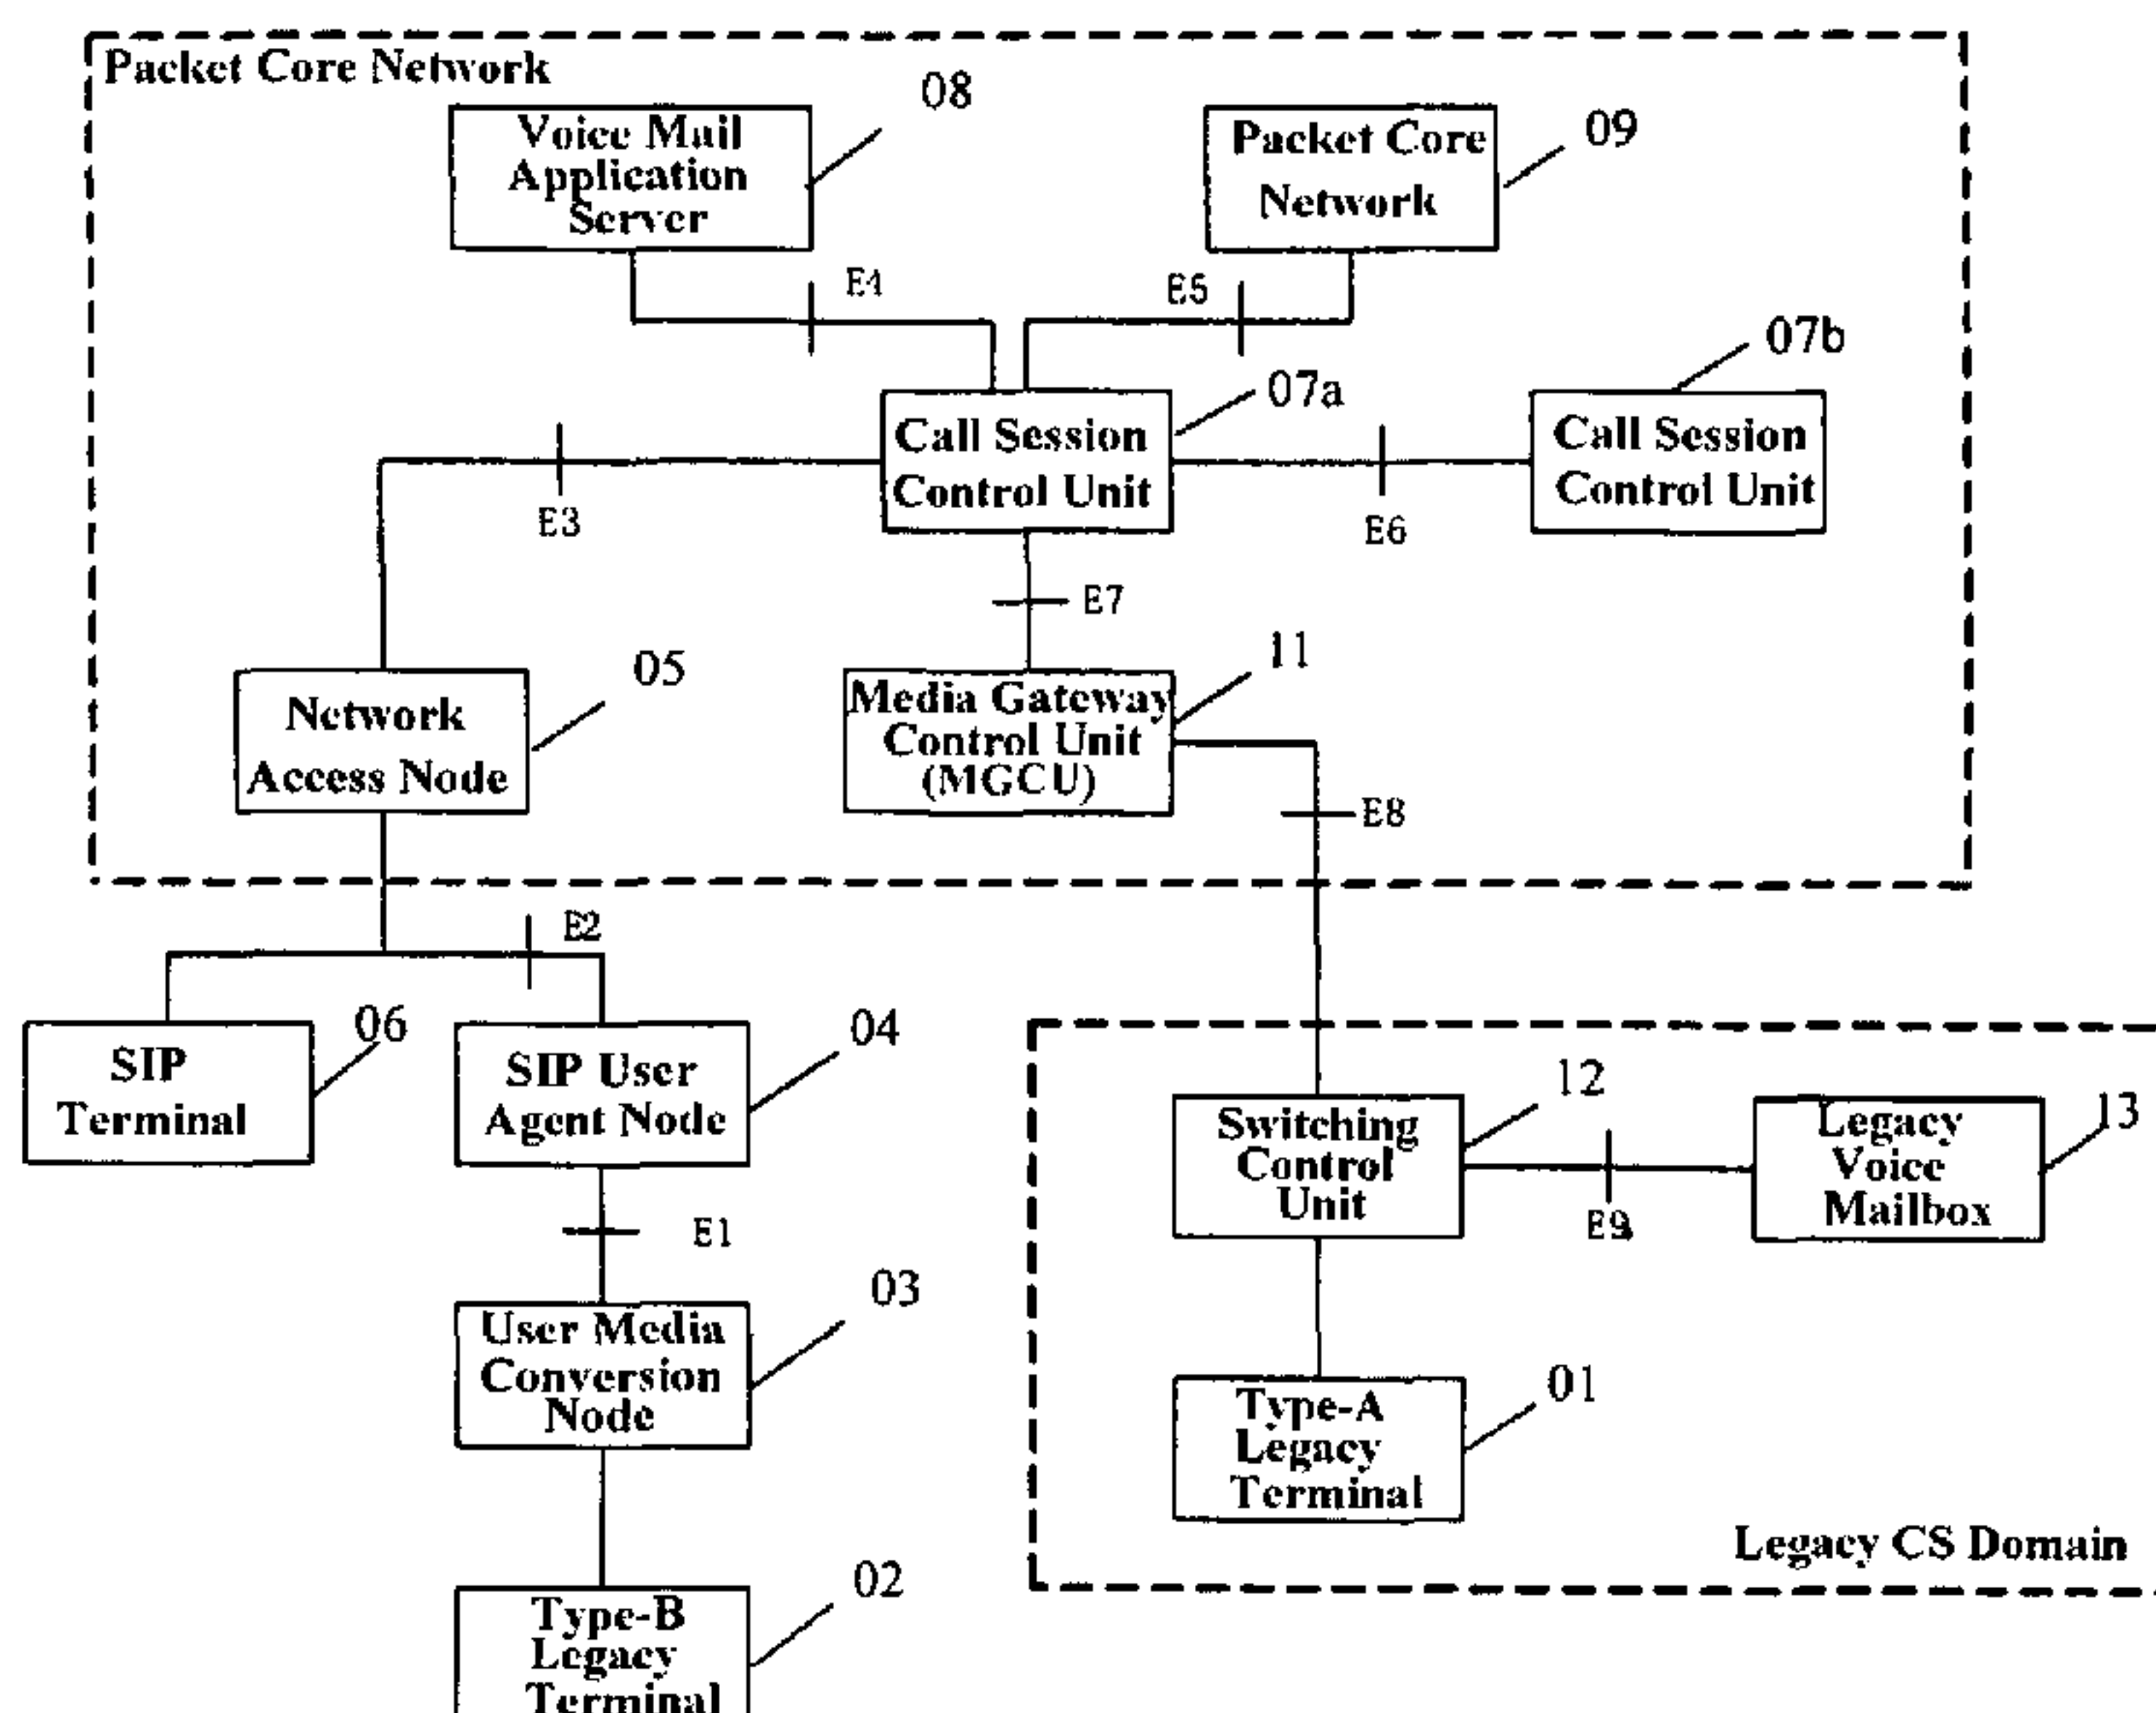 Packet Core Network
08
Voice Mail
Application
Server
Packet Core
Network
09
E4
E5
07b
07a
Call Session
Control Unit
Call Session
Control Unit
E3
E6
E7
05
11
Network
Access Node
Media Gateway
Control Unit
(MGCU)
E8
E2
06
SIP
Terminal
04
SIP User
Agent Node
12
Switching
Control
Unit
13
Legacy
Voice
Mailbox
E9
E1
03
User Media
Conversion
Node
01
Type-A
Legacy
Terminal
Legacy CS Domain
02
Type-B
Legacy
Terminal